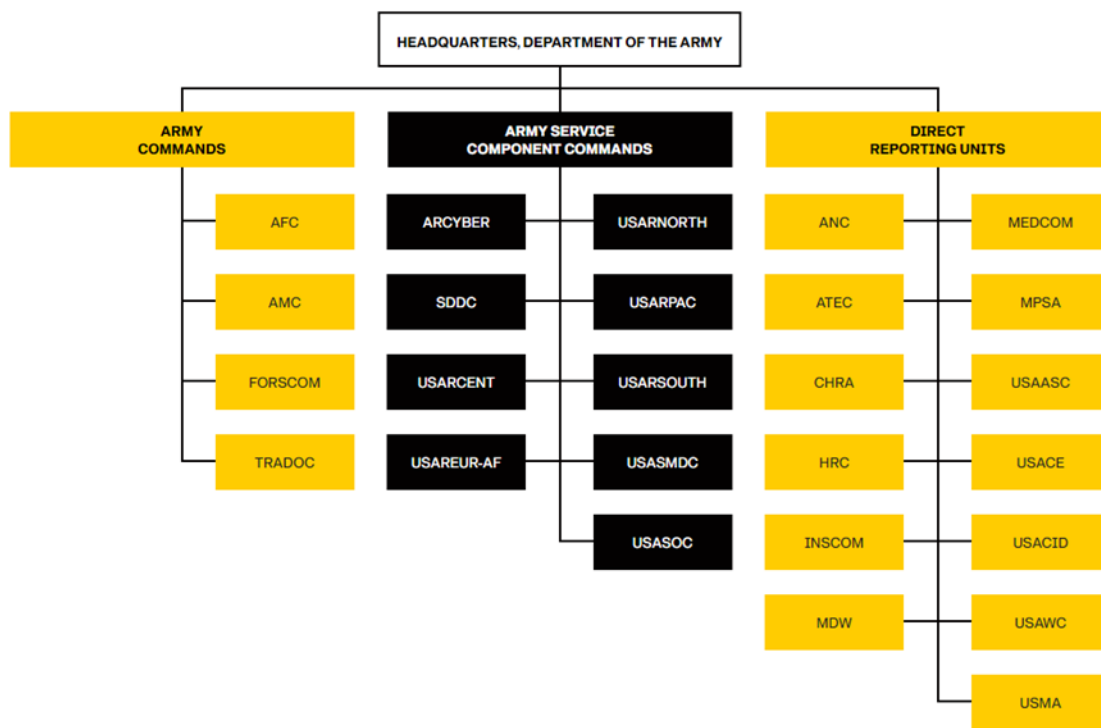 HEADQUARTERS, DEPARTMENT OF THE ARMY
ARMY
COMMANDS
AFC
AMC
FORSCOM
TRADOC
ARMY SERVICE
COMPONENT COMMANDS
ARCYBER
USARNORTH
SDDC
USARPAC
USARCENT
USARSOUTH
USAREUR-AF
USASMDC
USASOC
DIRECT
REPORTING UNITS
ANC
MEDCOM
ATEC
MPSA
CHRA
USAASC
HRC
USACE
INSCOM
USACID
MDW
USAWC
USMA